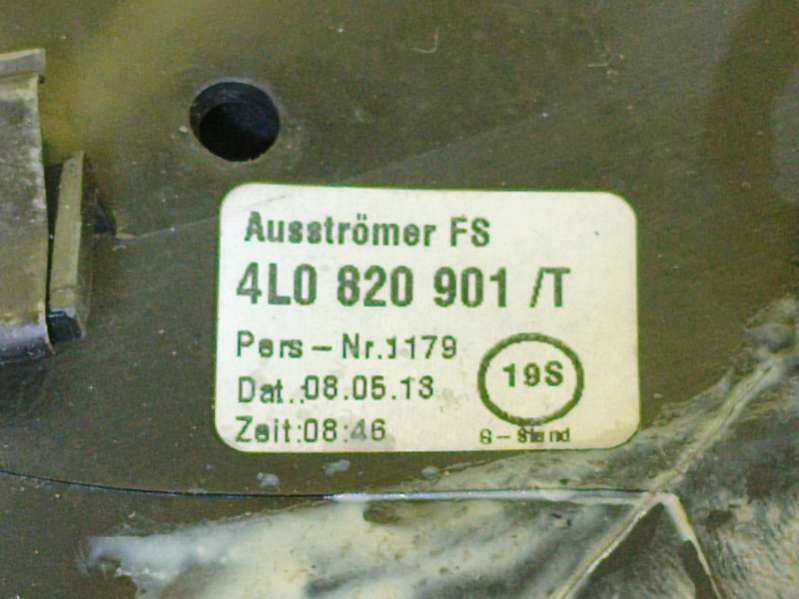 Ausströmer FS
4L0 820 901 /T
Pers-Nr.1179
Dat.:08.05.13
19S
Zeit:08:46
S-Stand